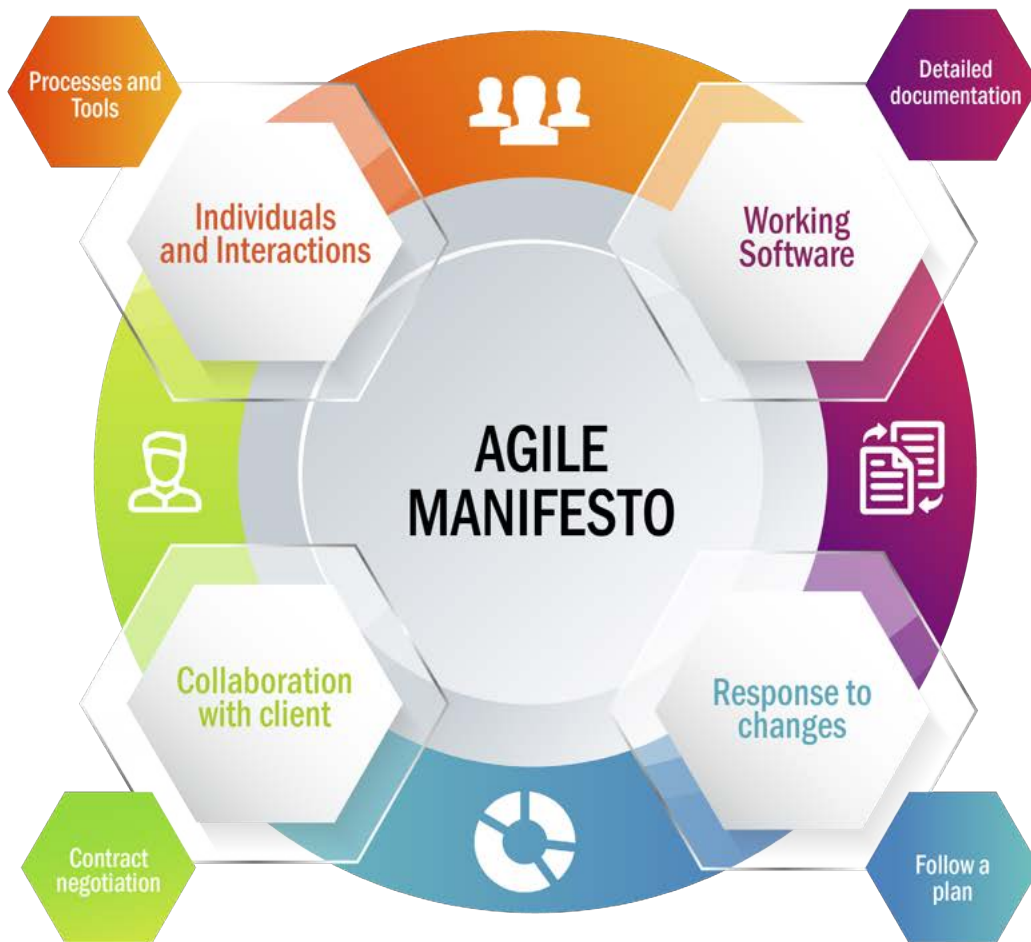 Processes and
Tools
Detailed
documentation
Individuals
and Interactions
Working
Software
AGILE
MANIFESTO
Collaboration
with client
Response to
changes
Contract
negotiation
Follow a
plan